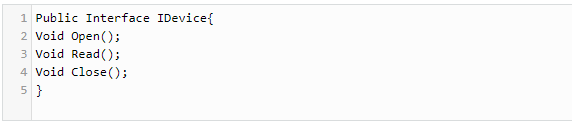 1 Public Interface IDevice{
2 Void Open();
3 Void Read();
4 Void Close();
5 }